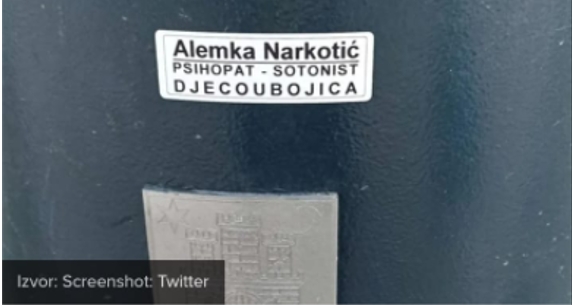 Alemka Narkotić
PSIHOPAT - SOTONIST
DJECOUBOJICA
Izvor: Screenshot: Twitter